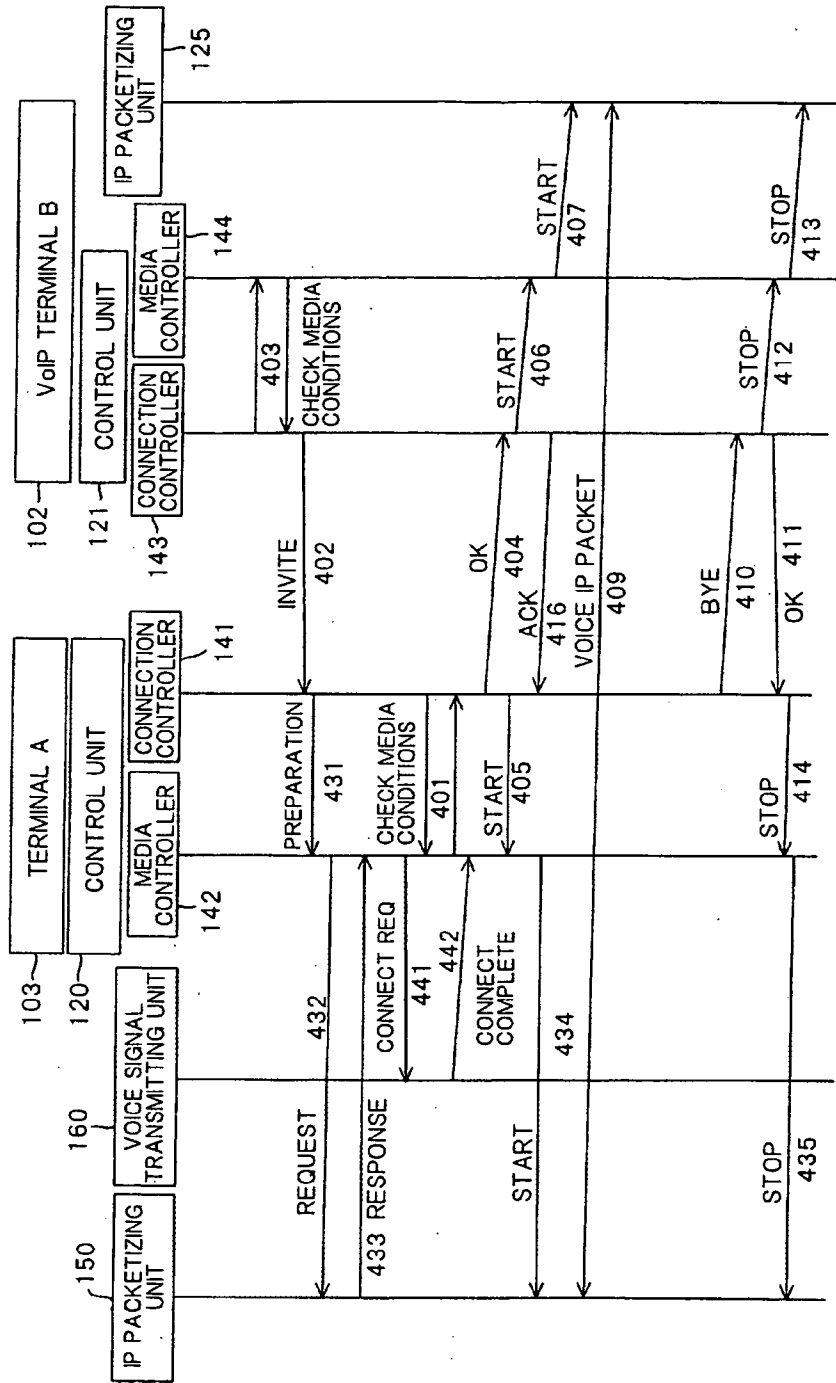 103
TERMINAL A
120
CONTROL UNIT
102
VoIP TERMINAL B
121
CONTROL UNIT
150
IP PACKETIZING
UNIT
160
VOICE SIGNAL
TRANSMITTING UNIT
142
MEDIA
CONTROLLER
141
CONNECTION
CONTROLLER
143
CONNECTION
CONTROLLER
144
MEDIA
CONTROLLER
125
IP PACKETIZING
UNIT
403
CHECK MEDIA
CONDITIONS
INVITE
402
PREPARATION
431
REQUEST
432
433 RESPONSE
CONNECT REQ
441
CHECK MEDIA
CONDITIONS
401
442
CONNECT
COMPLETE
OK
404
START
405
START
406
START
407
ACK
416
START
434
VOICE IP PACKET
409
BYE
410
OK
411
STOP
412
STOP
413
STOP
414
STOP
435